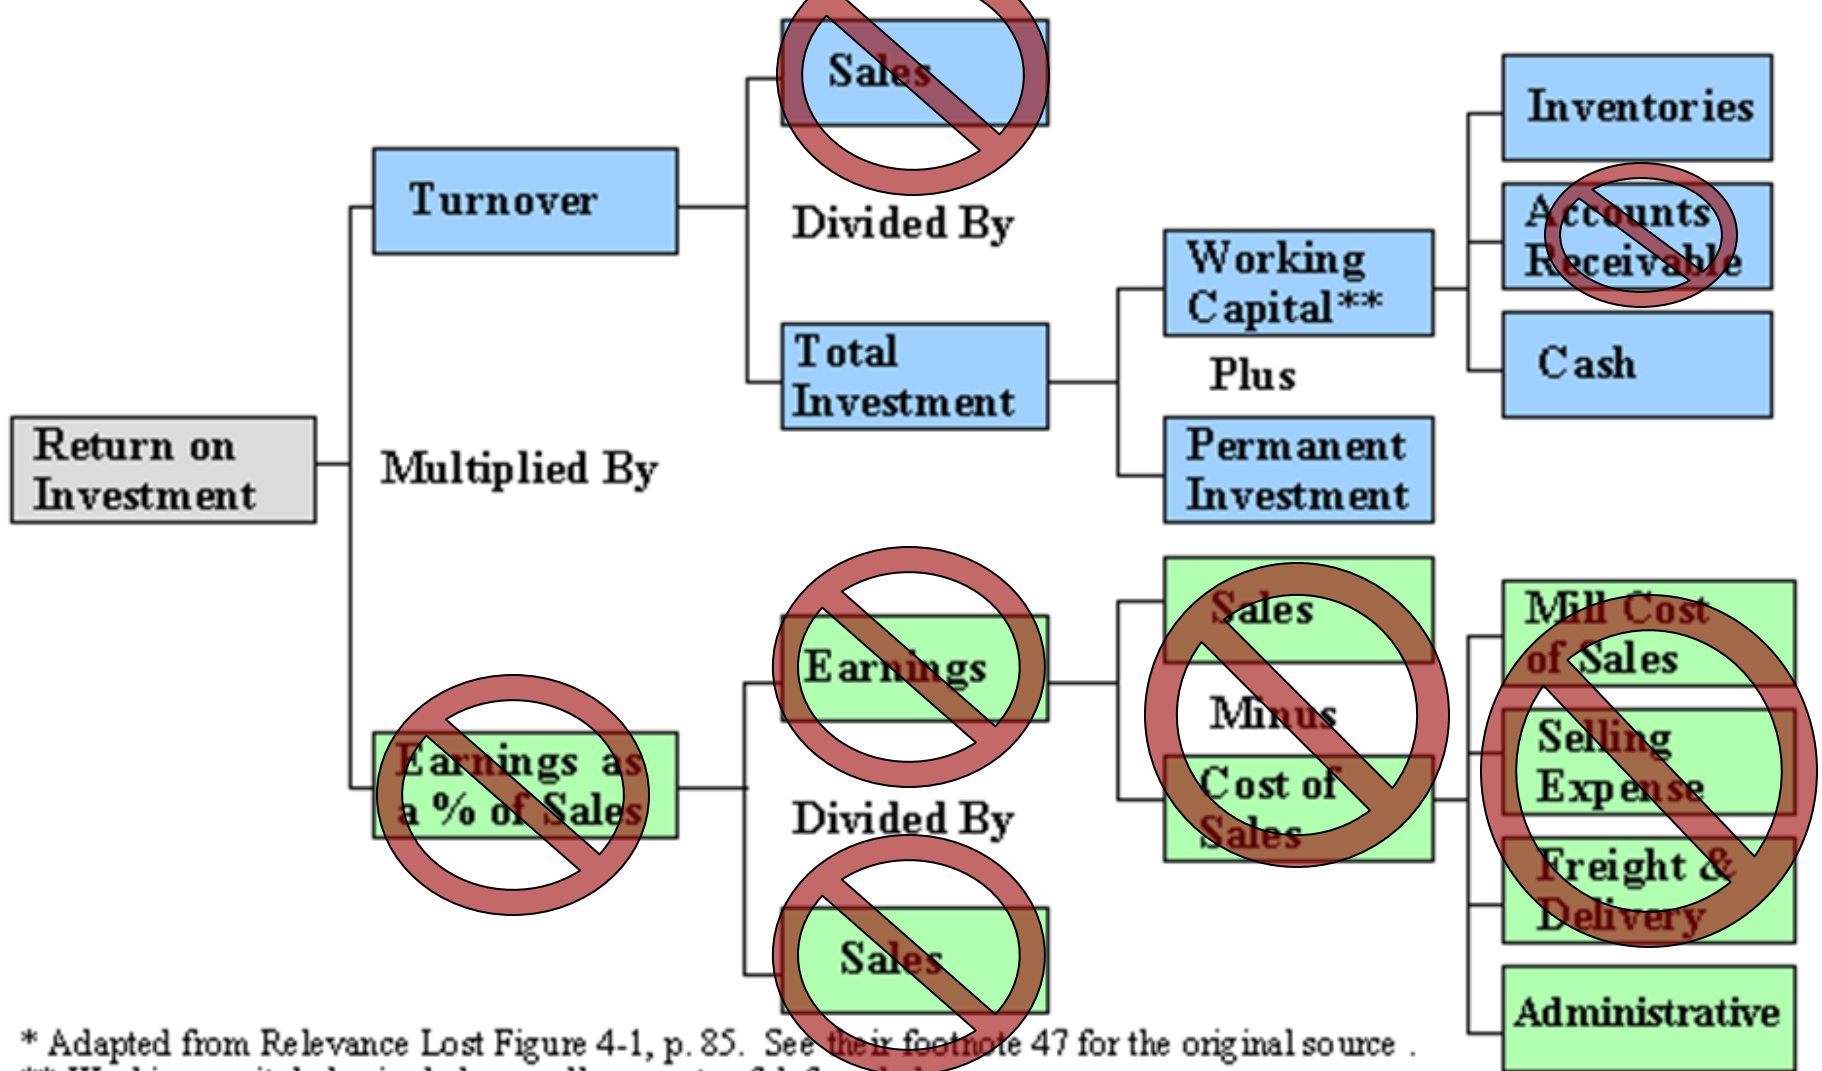 Sales
Inventories
Turnover
Accounts
Receivable
Divided By
Working
Capital**
Total
Investment
Plus
Cash
Return on
Investment
Multiplied By
Permanent
Investment
Sales
Mill Cost
of Sales
Earnings
Minus
Selling
Expense
Earnings as
a % of Sales
Divided By
Cost of
Sales
Freight &
Delivery
Sales
Administrative
* Adapted from Relevance Lost Figure 4-1, p. 85. See their footnote 47 for the original source .